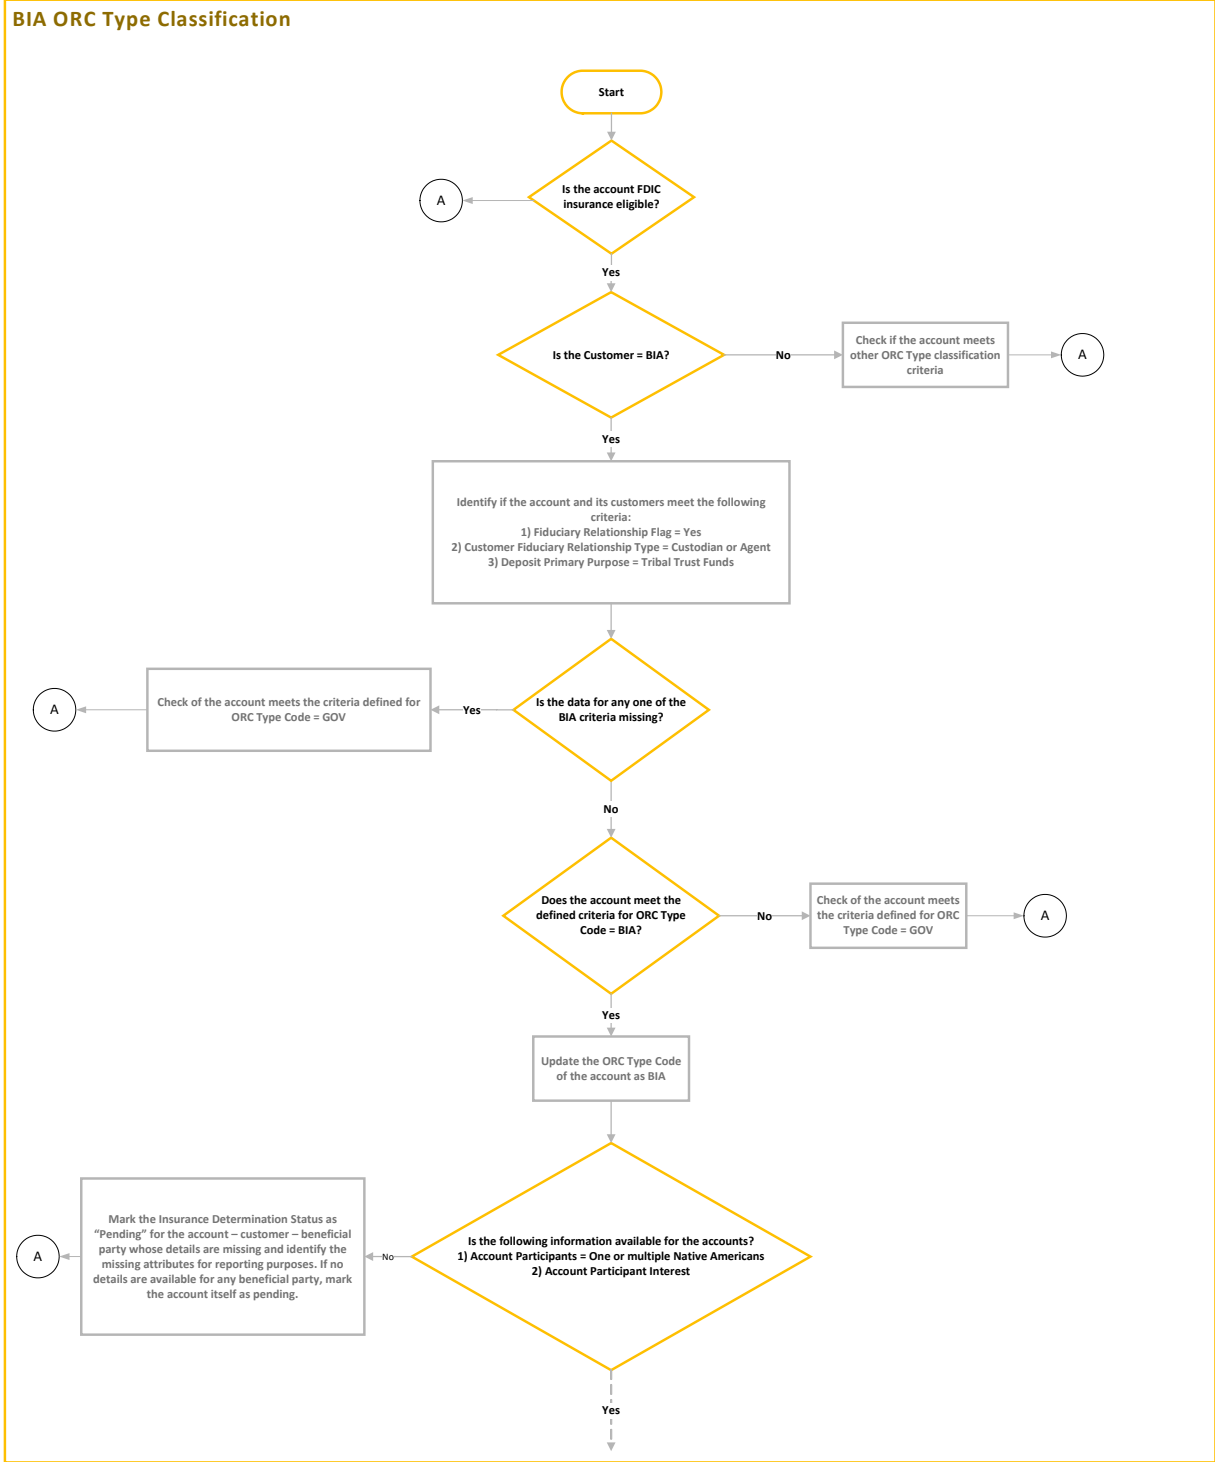 BIA ORC Type Classification
Start
Is the account FDIC
insurance eligible?
A
Yes
Is the Customer = BIA?
No
Check if the account meets
other ORC Type classification
criteria
A
Yes
Identify if the account and its customers meet the following
criteria:
1) Fiduciary Relationship Flag = Yes
2) Customer Fiduciary Relationship Type = Custodian or Agent
3) Deposit Primary Purpose = Tribal Trust Funds
Is the data for any one of the
BIA criteria missing?
Yes
Check of the account meets the criteria defined for
ORC Type Code = GOV
A
No
Does the account meet the
defined criteria for ORC Type
Code = BIA?
No
Check of the account meets
the criteria defined for ORC
Type Code = GOV
A
Yes
Update the ORC Type Code
of the account as BIA
Is the following information available for the accounts?
1) Account Participants = One or multiple Native Americans
2) Account Participant Interest
No
Mark the Insurance Determination Status as
“Pending” for the account – customer – beneficial
party whose details are missing and identify the
missing attributes for reporting purposes. If no
details are available for any beneficial party, mark
the account itself as pending.
A
Yes